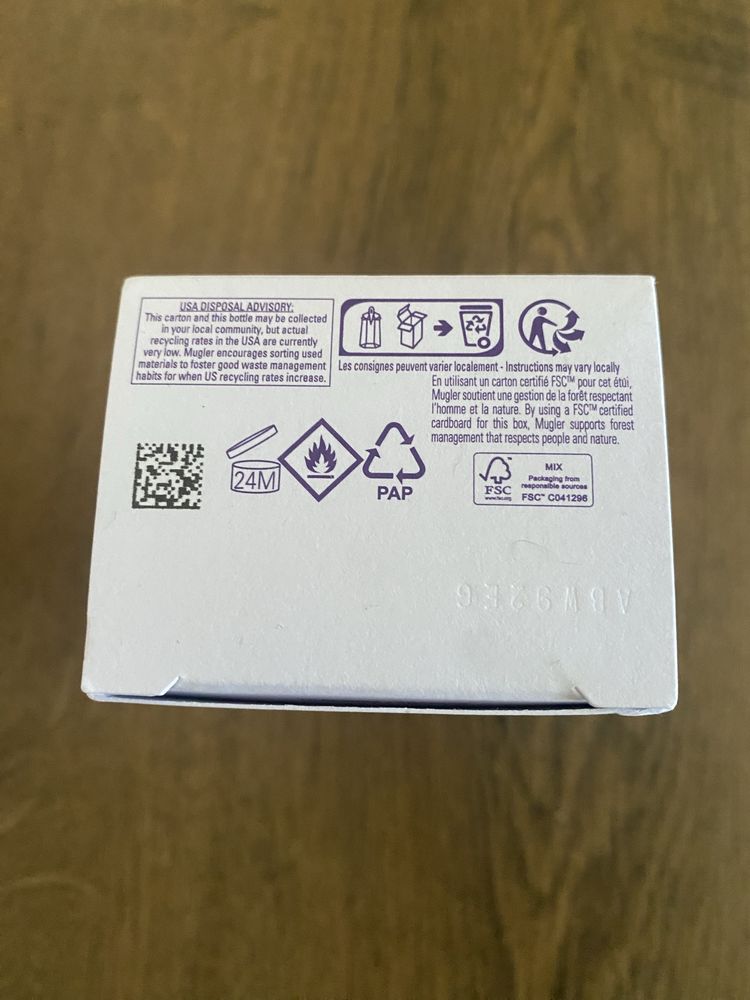 USA DISPOSAL ADVISORY:
This carton and this bottle may be collected
in your local community, but actual
recycling rates in the USA are currently
very low. Mugler encourages sorting used
materials to foster good waste management
habits for when US recycling rates increase.
Les consignes peuvent varier localement - Instructions may vary locally
En utilisant un carton certifié FSC™ pour cet étui,
Mugler soutient une gestion de la forêt respectant
l'homme et la nature. By using a FSC™ certified
cardboard for this box, Mugler supports forest
management that respects people and nature.
24M
PAP
FSC
www.fsc.org
MIX
Packaging from
responsible sources
FSC™ C041296